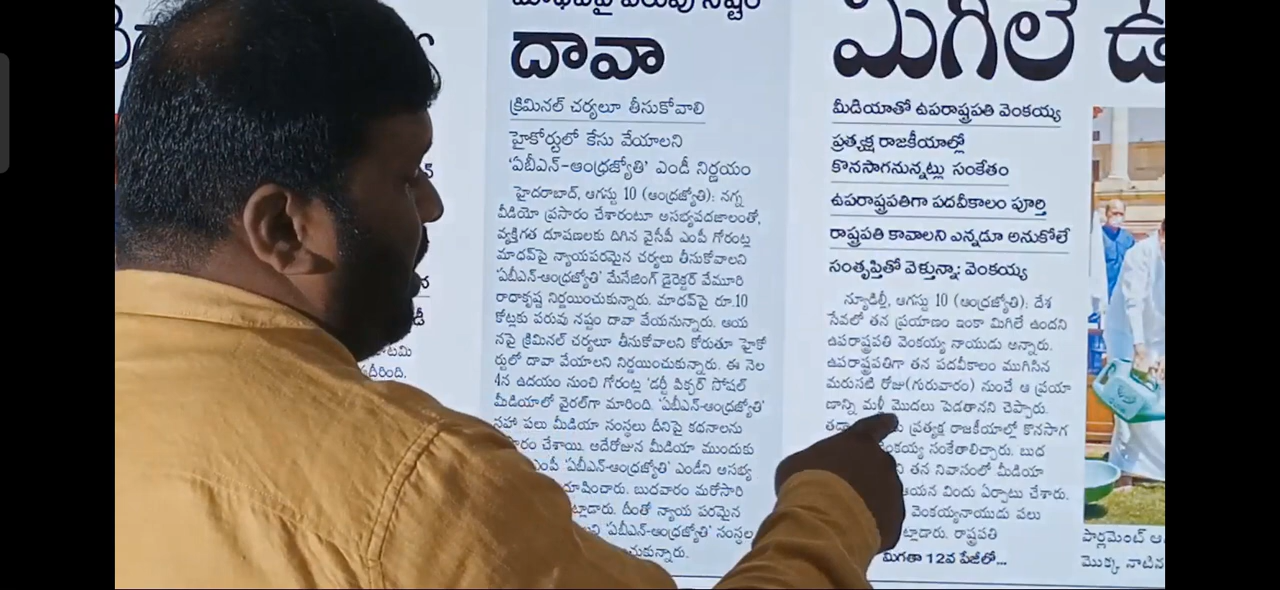 దావా
క్రిమినల్ చర్యలూ తీసుకోవాలి
హైకోర్టులో కేసు వేయాలని
'ఏబీఎన్-ఆంధ్రజ్యోతి' ఎండీ నిర్ణయం
హైదరాబాద్, ఆగస్టు 10 (ఆంధ్రజ్యోతి): నగ్న
వీడియో ప్రసారం చేశారంటూ అసభ్యపదజాలంతో,
వ్యక్తిగత దూషణలకు దిగిన వైసీపీ ఎంపీ గోరంట్ల
మాధవ్‌పై న్యాయపరమైన చర్యలు తీసుకోవాలని
'ఏబీఎన్-ఆంధ్రజ్యోతి' మేనేజింగ్ డైరెక్టర్ వేమూరి
రాధాకృష్ణ నిర్ణయించుకున్నారు. మాధవ్‌పై రూ.10
కోట్లకు పరువు నష్టం దావా వేయనున్నారు. ఆయ
నపై క్రిమినల్ చర్యలూ తీసుకోవాలని కోరుతూ హైకో
ర్టులో దావా వేయాలని నిర్ణయించుకున్నారు. ఈ నెల
4న ఉదయం నుంచి గోరంట్ల 'డర్టీ పిక్చర్' సోషల్
మీడియాలో వైరల్‌గా మారింది. 'ఏబీఎన్-ఆంధ్రజ్యోతి'
సహా పలు మీడియా సంస్థలు దీనిపై కథనాలను
చేశాయి. అదేరోజున మీడియా ముందుకు
ఎంపీ 'ఏబీఎన్-ఆంధ్రజ్యోతి' ఎండీని అసభ్య
దూషించారు. బుధవారం మరోసారి
దీంతో న్యాయ పరమైన
'ఏబీఎన్-ఆంధ్రజ్యోతి' సంస్థల
మిగిలే
మీడియాతో ఉపరాష్ట్రపతి వెంకయ్య
ప్రత్యక్ష రాజకీయాల్లో
కొనసాగనున్నట్లు సంకేతం
ఉపరాష్ట్రపతిగా పదవీకాలం పూర్తి
రాష్ట్రపతి కావాలని ఎన్నడూ అనుకోలే
సంతృప్తితో వెళ్తున్నా: వెంకయ్య
న్యూఢిల్లీ, ఆగస్టు 10 (ఆంధ్రజ్యోతి): దేశ
సేవలో తన ప్రయాణం ఇంకా మిగిలే ఉందని
ఉపరాష్ట్రపతి వెంకయ్య నాయుడు అన్నారు.
ఉపరాష్ట్రపతిగా తన పదవీకాలం ముగిసిన
మరుసటి రోజు(గురువారం) నుంచే ఆ ప్రయా
ణాన్ని మళ్లీ మొదలు పెడతానని చెప్పారు.
ప్రత్యక్ష రాజకీయాల్లో కొనసాగ
సంకేతాలిచ్చారు. బుధ
తన నివాసంలో మీడియా
ఆయన విందు ఏర్పాటు చేశారు.
వెంకయ్యనాయుడు పలు
రాష్ట్రపతి
మిగతా 12వ పేజీలో...
పార్లమెంట్
మొక్క నాటిన